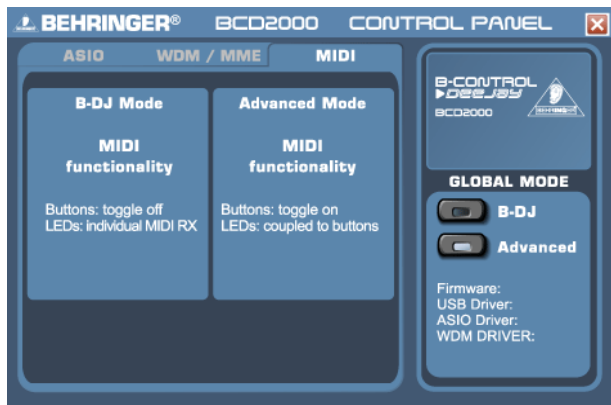 BEHRINGER® BCD2000 CONTROL PANEL
ASIO WDM / MME MIDI
B-DJ Mode
MIDI
functionality
Buttons: toggle off
LEDs: individual MIDI RX
Advanced Mode
MIDI
functionality
Buttons: toggle on
LEDs: coupled to buttons
B-CONTROL
DEEJAY
BCD2000
BEHRINGER
GLOBAL MODE
B-DJ
Advanced
Firmware:
USB Driver:
ASIO Driver:
WDM DRIVER: